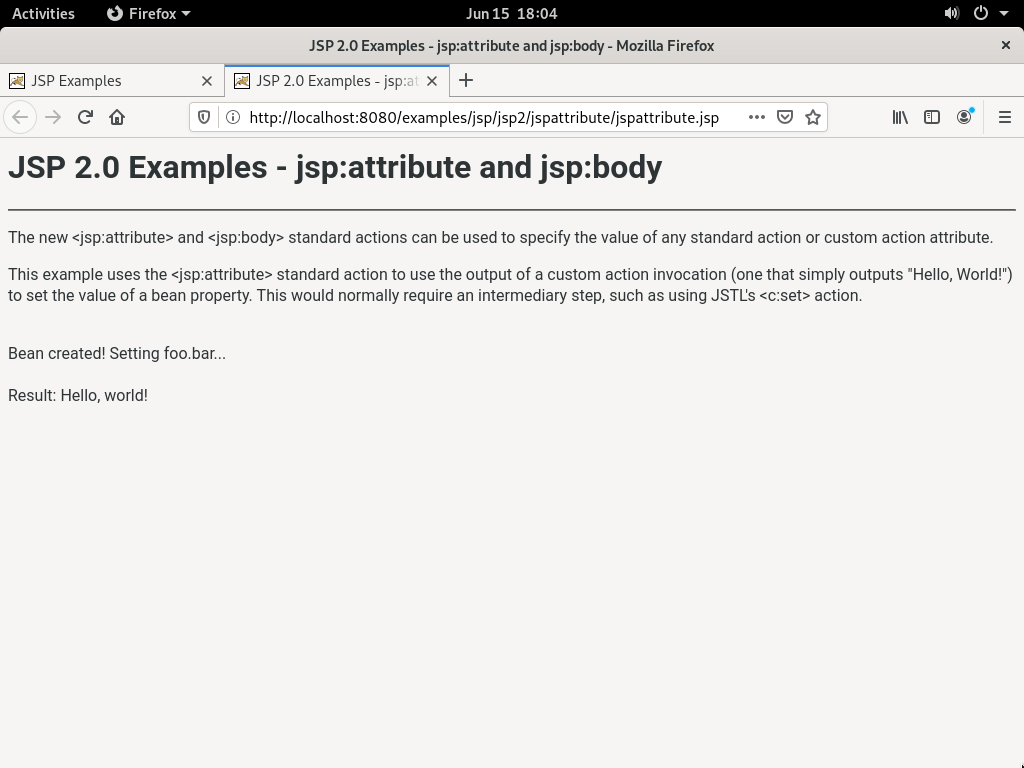 Activities
Firefox
Jun 15 18:04
JSP 2.0 Examples - jsp:attribute and jsp:body - Mozilla Firefox
JSP Examples
JSP 2.0 Examples - jsp:at
http://localhost:8080/examples/jsp/jsp2/jspattribute/jspattribute.jsp
JSP 2.0 Examples - jsp:attribute and jsp:body
The new <jsp:attribute> and <jsp:body> standard actions can be used to specify the value of any standard action or custom action attribute.
This example uses the <jsp:attribute> standard action to use the output of a custom action invocation (one that simply outputs "Hello, World!")
to set the value of a bean property. This would normally require an intermediary step, such as using JSTL's <c:set> action.
Bean created! Setting foo.bar...
Result: Hello, world!